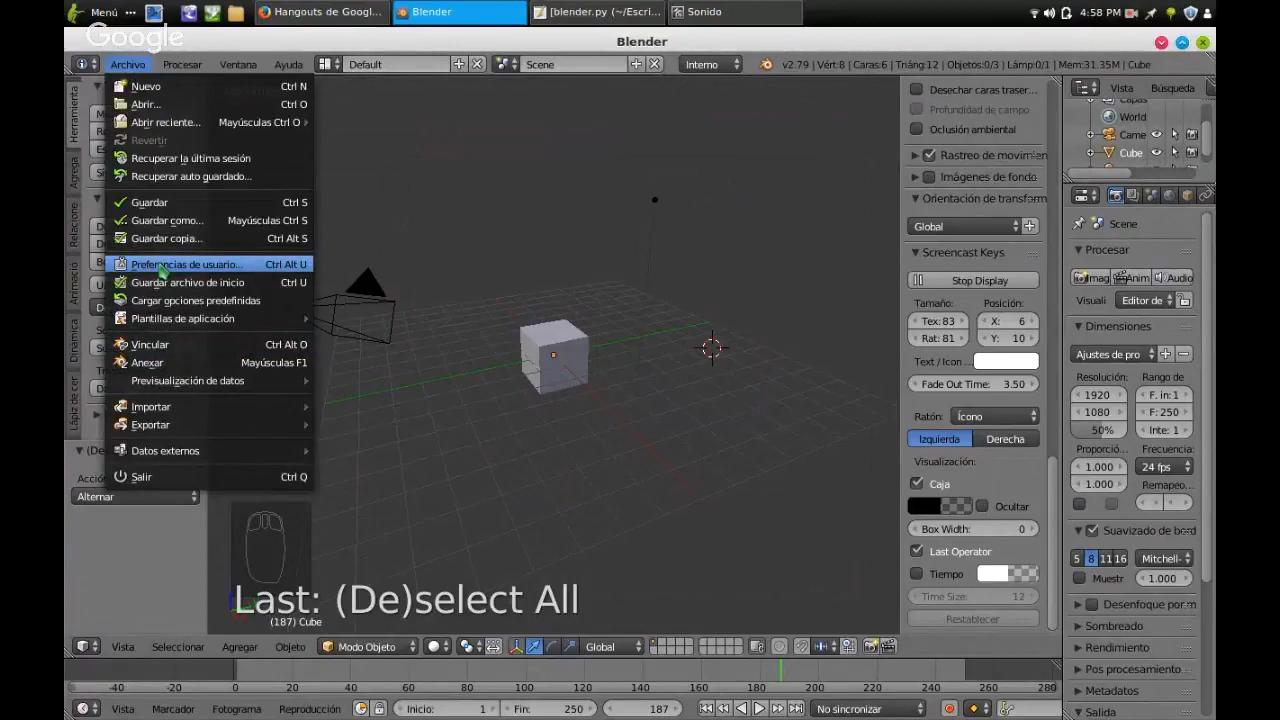 Menú
Hangouts de Googl...
Blender
[blender.py (~/Escri...
Sonido
4:58 PM
Google
Blender
Archivo
Procesar
Ventana
Ayuda
Default
Scene
Interno
v2.79 | Vért:8 | Caras:6 | Triáng:12 | Objetos:0/3 | Lámp:0/1 | Mem:31.35M | Cube
Nuevo Ctrl N
Abrir... Ctrl O
Abrir reciente... Mayúsculas Ctrl O
Revertir
Recuperar la última sesión
Recuperar auto guardado...
Guardar Ctrl S
Guardar como... Mayúsculas Ctrl S
Guardar copia... Ctrl Alt S
Preferencias de usuario... Ctrl Alt U
Guardar archivo de inicio Ctrl U
Cargar opciones predefinidas
Plantillas de aplicación
Vincular Ctrl Alt O
Anexar Mayúsculas F1
Previsualización de datos
Importar
Exportar
Datos externos
Salir Ctrl Q
Herramienta
Agrega
Relacione
Animació
Lápiz de cer
(De
Acción
Alternar
Last: (De)select All
(187) Cube
Desechar caras traser...
Profundidad de campo
Oclusión ambiental
Rastreo de movimien
Imágenes de fondo
Orientación de transform
Global
Screencast Keys
Stop Display
Tamaño: Posición:
Tex: 83 X: 6
Rat: 81 Y: 10
Text / Icon ...
Fade Out Time: 3.50
Ratón: Ícono
Izquierda Derecha
Visualización:
Caja
Ocultar
Box Width: 0
Last Operator
Tiempo
Time Size: 12
Restablecer
Vista
Búsqueda
Capas
World
Came
Cube
Scene
Procesar
Imag
Anim
Audio
Visuali
Editor de
Dimensiones
Ajustes de pro
Resolución: Rango de
1920 F. in: 1
1080 F: 250
50% Inte: 1
Proporció Frecuencia:
1.000 24 fps
1.000 Remapeo...
Suavizado de bord
5 8 11 16 Mitchell-
Muestr 1.000
Desenfoque por m
Sombreado
Rendimiento
Pos procesamiento
Metadatos
Salida
Vista
Seleccionar
Agregar
Objeto
Modo Objeto
Global
-40 -20 0 20 40 60 80 100 120 140 160 180 200 220 240 260 280
Vista
Marcador
Fotograma
Reproducción
Inicio: 1
Fin: 250
187
No sincronizar